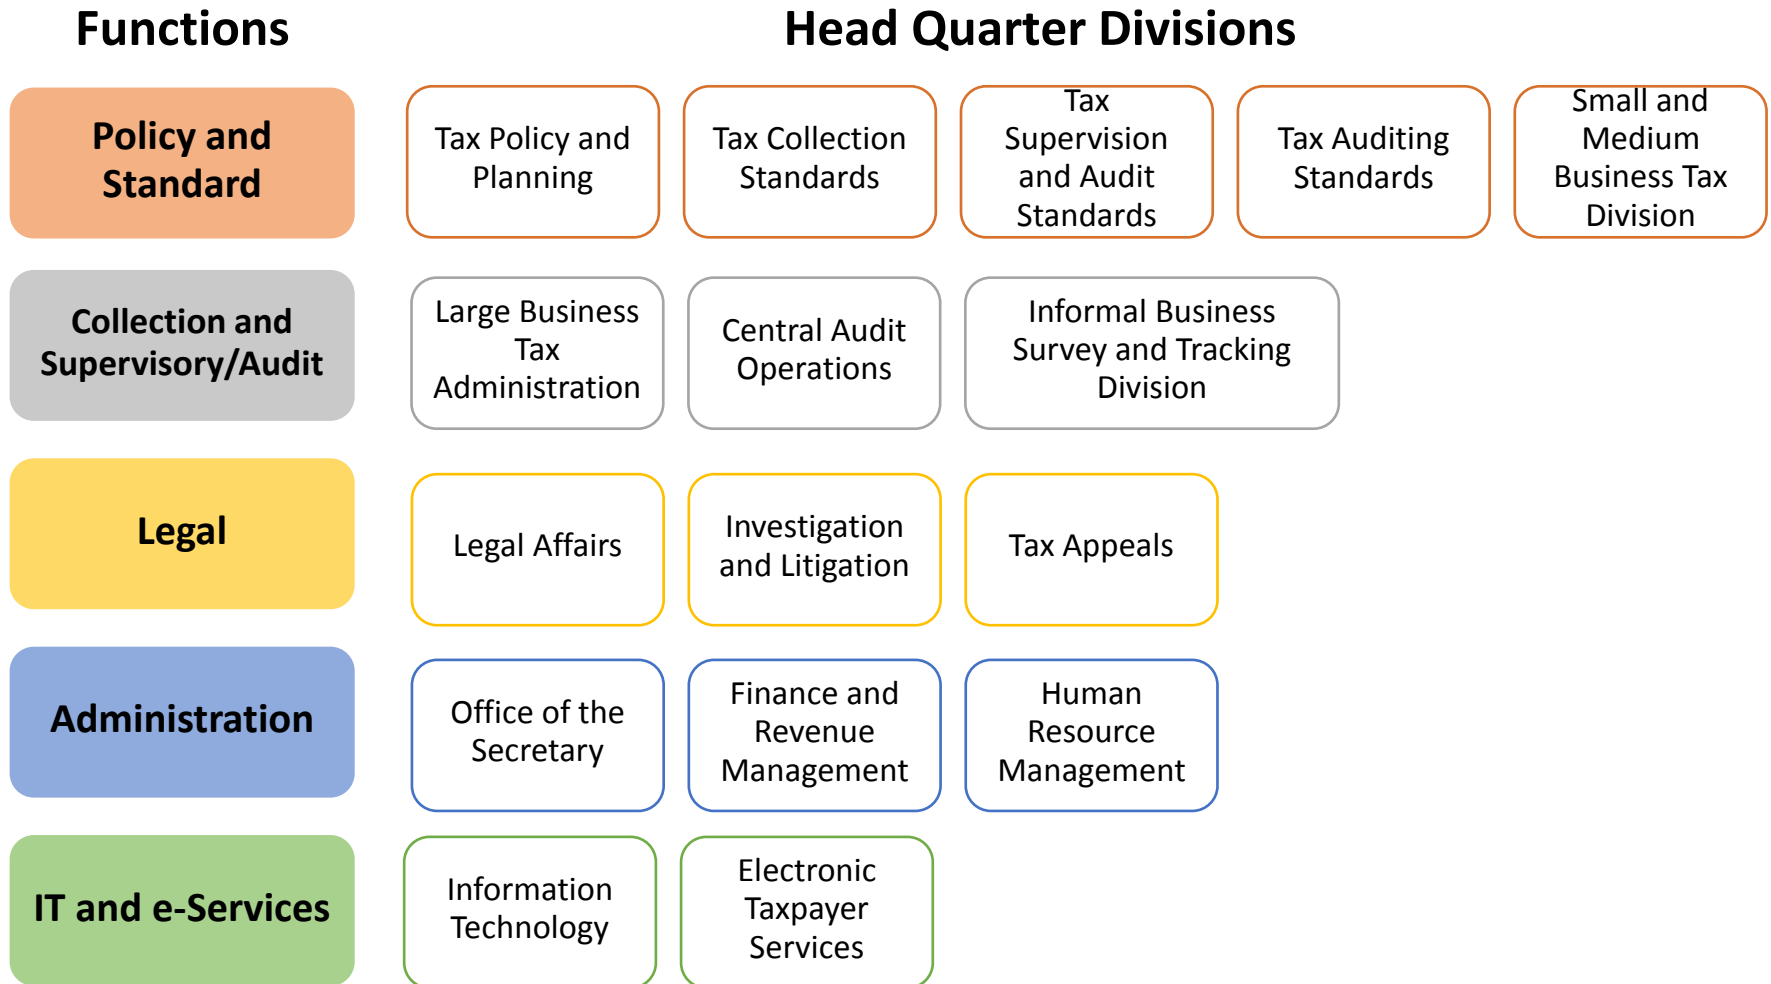 Functions
Head Quarter Divisions
Policy and
Standard
Tax Policy and
Planning
Tax Collection
Standards
Tax
Supervision
and Audit
Standards
Tax Auditing
Standards
Small and
Medium
Business Tax
Division
Collection and
Supervisory/Audit
Large Business
Tax
Administration
Central Audit
Operations
Informal Business
Survey and Tracking
Division
Legal
Legal Affairs
Investigation
and Litigation
Tax Appeals
Administration
Office of the
Secretary
Finance and
Revenue
Management
Human
Resource
Management
IT and e-Services
Information
Technology
Electronic
Taxpayer
Services